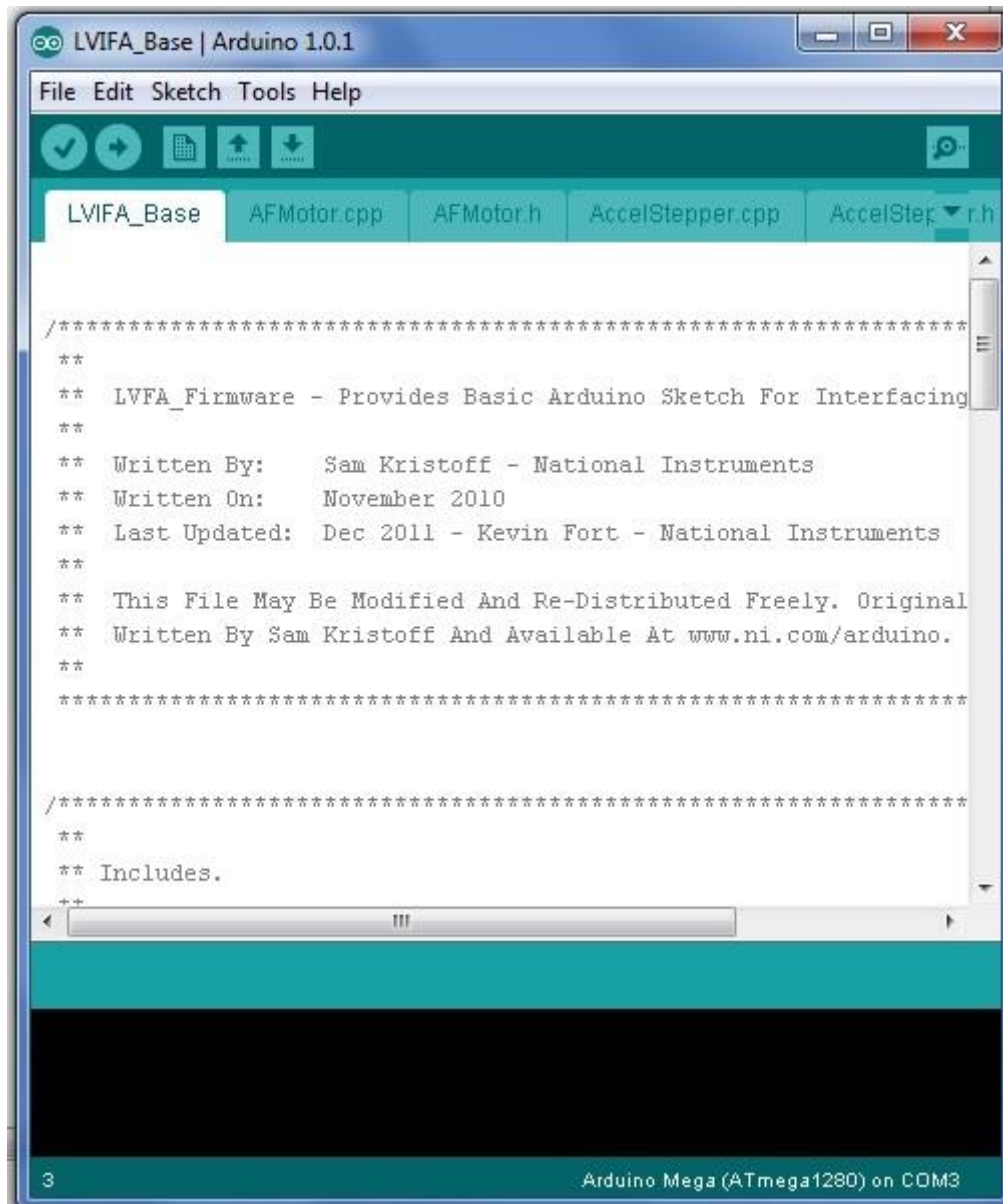 LVIFA_Base | Arduino 1.0.1
File Edit Sketch Tools Help
LVIFA_Base AFMotor.cpp AFMotor.h AccelStepper.cpp AccelStep r.h
/******************************************************************
**
** LVFA_Firmware - Provides Basic Arduino Sketch For Interfacing
**
** Written By: Sam Kristoff - National Instruments
** Written On: November 2010
** Last Updated: Dec 2011 - Kevin Fort - National Instruments
**
** This File May Be Modified And Re-Distributed Freely. Original
** Written By Sam Kristoff And Available At www.ni.com/arduino.
**
******************************************************************
/******************************************************************
**
** Includes.
**
3 Arduino Mega (ATmega1280) on COM3